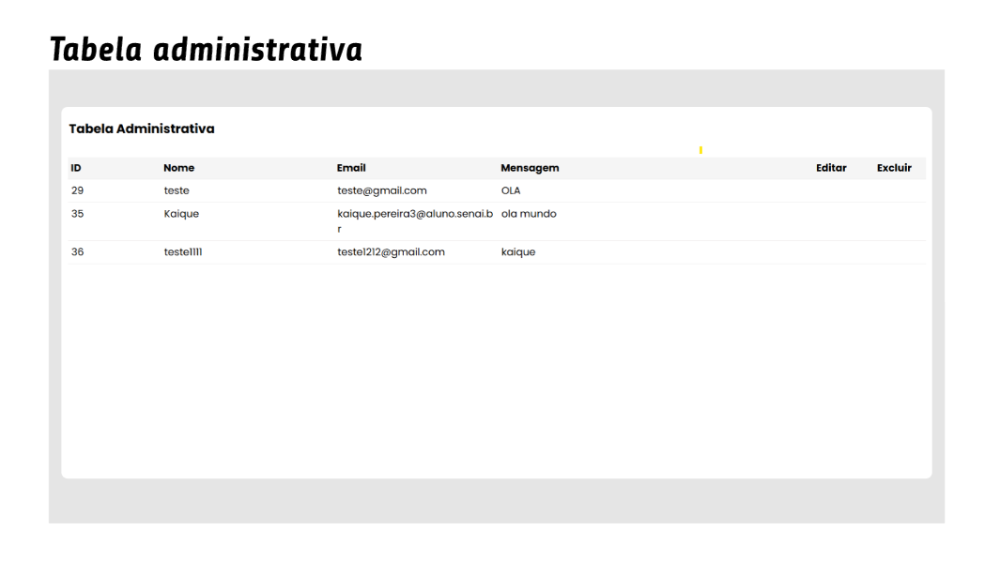 Tabela administrativa
Tabela Administrativa
ID Nome Email Mensagem Editar Excluir
29 teste teste@gmail.com OLA
35 Kaique kaique.pereira3@aluno.senai.b ola mundo
r
36 teste1111 teste1212@gmail.com kaique